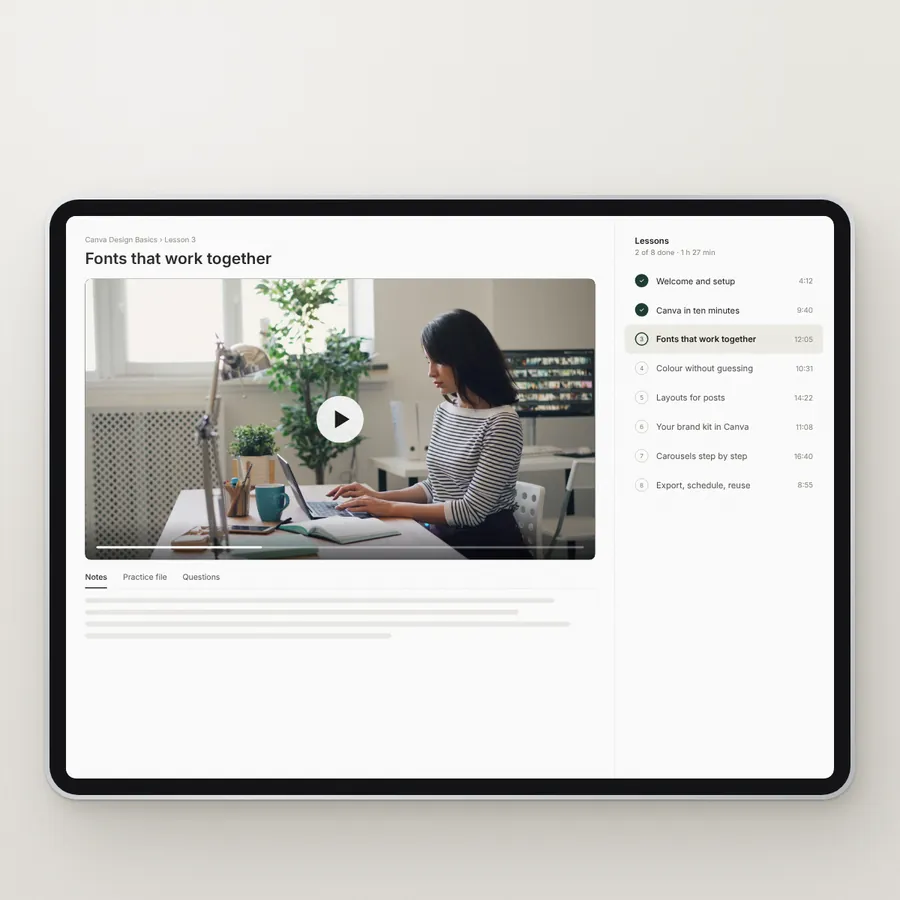 Canva Design Basics › Lesson 3
Fonts that work together
Notes
Practice file
Questions
Lessons
2 of 8 done · 1 h 27 min
Welcome and setup 4:12
Canva in ten minutes 9:40
3 Fonts that work together 12:05
4 Colour without guessing 10:31
5 Layouts for posts 14:22
6 Your brand kit in Canva 11:08
7 Carousels step by step 16:40
8 Export, schedule, reuse 8:55